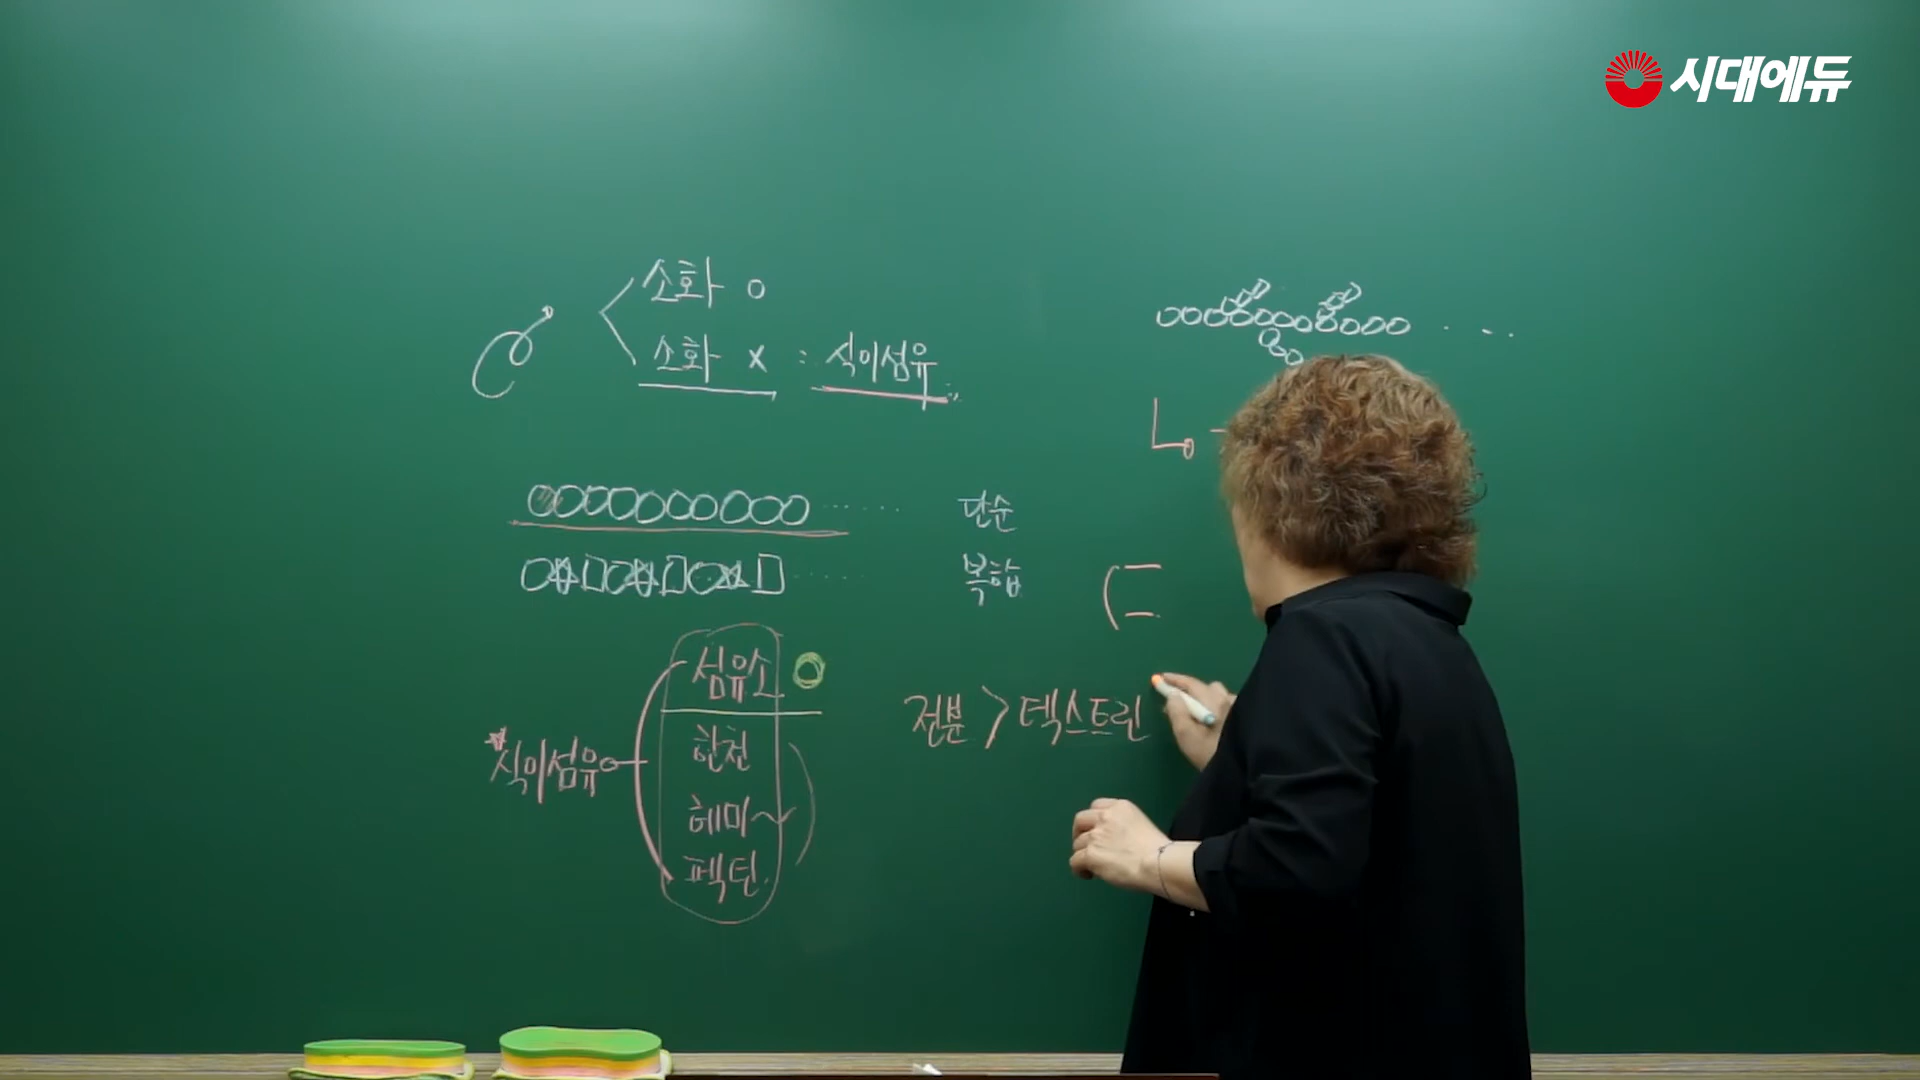 시대에듀
소화 O
소화 X : 식이섬유
단순
복합
섬유소
한천
헤미~
펙틴
*식이섬유
전분 > 덱스트린